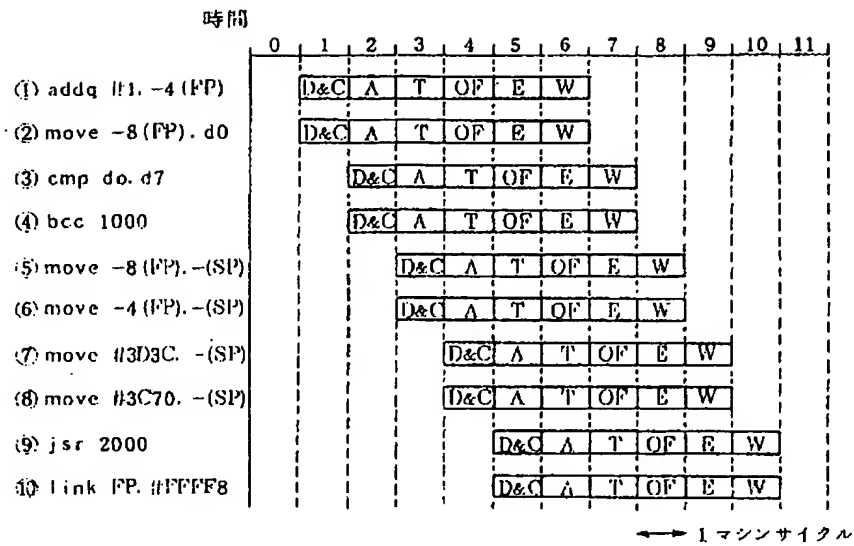 時間
0 1 2 3 4 5 6 7 8 9 10 11
① addq #1. -4(FP) D&C A T OF E W
② move -8(FP). d0 D&C A T OF E W
③ cmp do. d7 D&C A T OF E W
④ bcc 1000 D&C A T OF E W
⑤ move -8(FP). -(SP) D&C A T OF E W
⑥ move -4(FP). -(SP) D&C A T OF E W
⑦ move #3D3C. -(SP) D&C A T OF E W
⑧ move #3C70. -(SP) D&C A T OF E W
⑨ jsr 2000 D&C A T OF E W
⑩ link FP. #FFFF8 D&C A T OF E W
1マシンサイクル